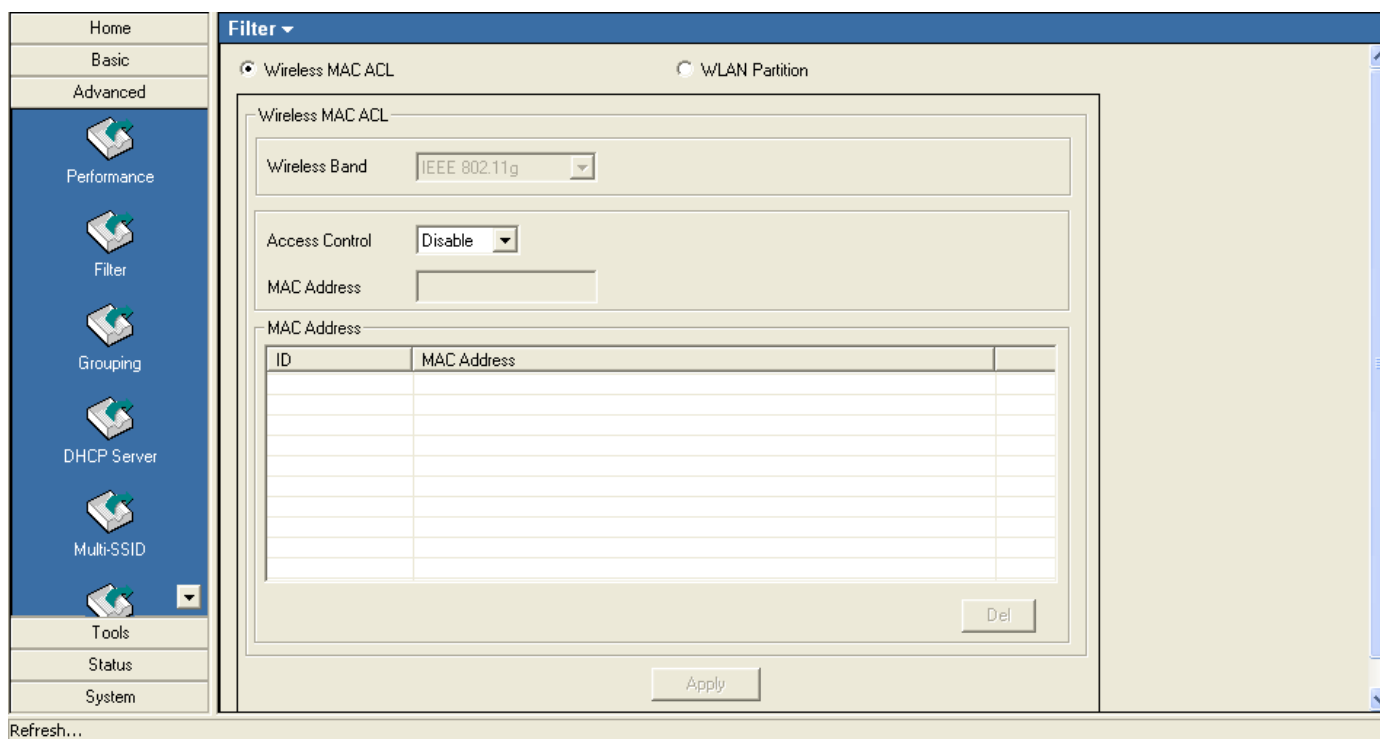 Home
Basic
Advanced
Performance
Filter
Grouping
DHCP Server
Multi-SSID
Tools
Status
System
Filter
Wireless MAC ACL
WLAN Partition
Wireless MAC ACL
Wireless Band
IEEE 802.11g
Access Control
Disable
MAC Address
MAC Address
ID
MAC Address
Del
Apply
Refresh...